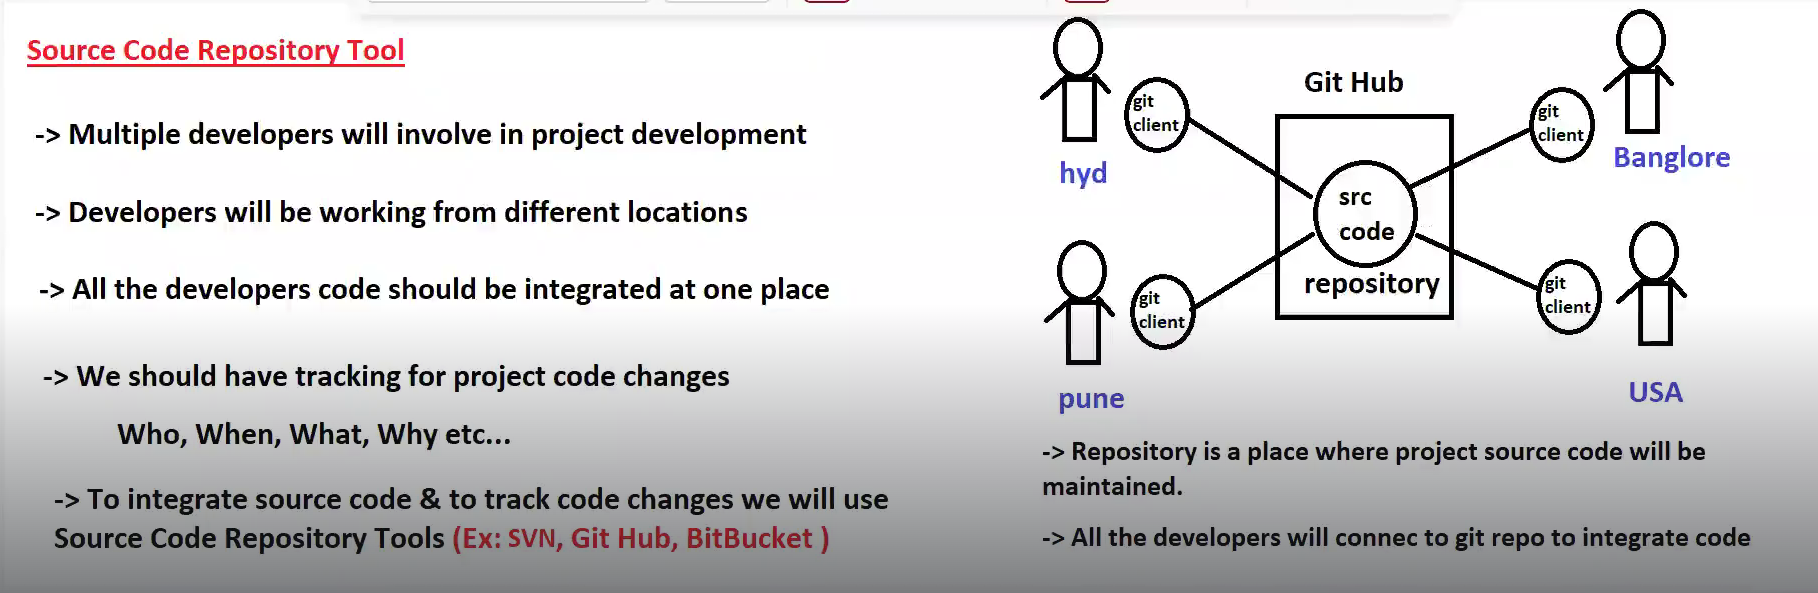 Source Code Repository Tool
-> Multiple developers will involve in project development
-> Developers will be working from different locations
-> All the developers code should be integrated at one place
-> We should have tracking for project code changes
Who, When, What, Why etc...
-> To integrate source code & to track code changes we will use
Source Code Repository Tools (Ex: SVN, Git Hub, BitBucket )
Git Hub
git
client
hyd
git
client
Banglore
src
code
repository
git
client
pune
git
client
USA
-> Repository is a place where project source code will be
maintained.
-> All the developers will connec to git repo to integrate code